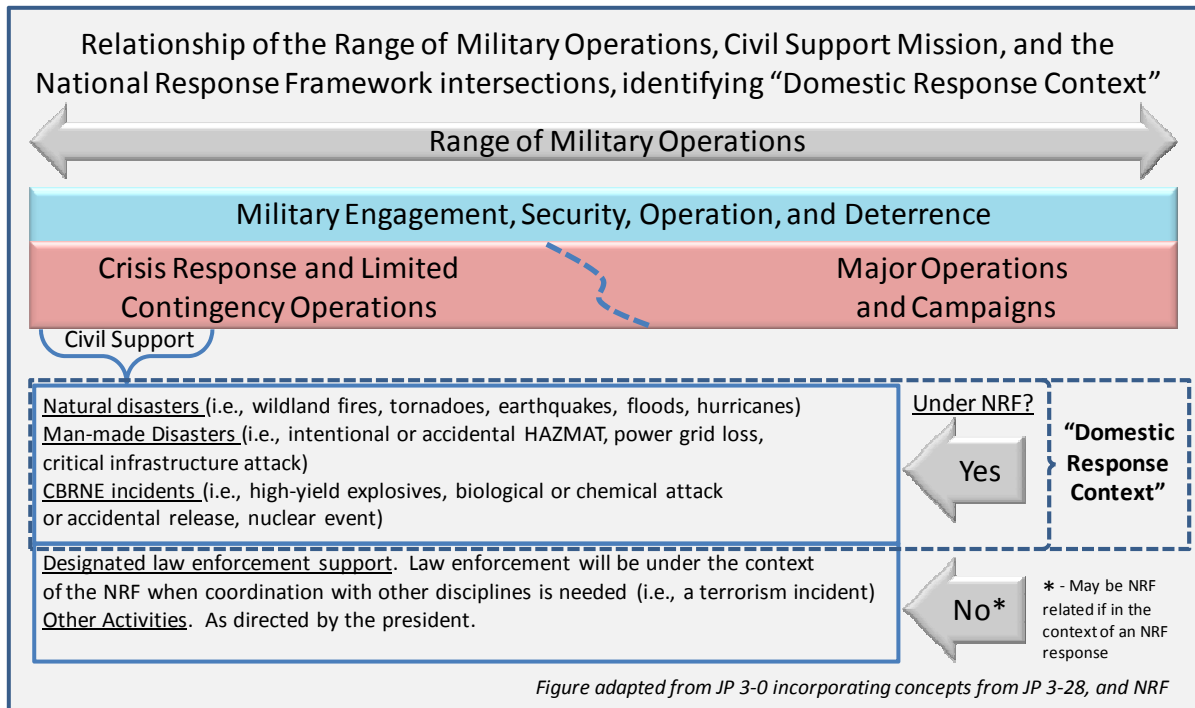 Relationship of the Range of Military Operations, Civil Support Mission, and the
National Response Framework intersections, identifying “Domestic Response Context”
Range of Military Operations
Military Engagement, Security, Operation, and Deterrence
Crisis Response and Limited
Contingency Operations
Major Operations
and Campaigns
Civil Support
Natural disasters (i.e., wildland fires, tornadoes, earthquakes, floods, hurricanes)
Man-made Disasters (i.e., intentional or accidental HAZMAT, power grid loss,
critical infrastructure attack)
CBRNE incidents (i.e., high-yield explosives, biological or chemical attack
or accidental release, nuclear event)
Under NRF?
Yes
“Domestic
Response
Context”
Designated law enforcement support. Law enforcement will be under the context
of the NRF when coordination with other disciplines is needed (i.e., a terrorism incident)
Other Activities. As directed by the president.
No*
* - May be NRF
related if in the
context of an NRF
response
Figure adapted from JP 3-0 incorporating concepts from JP 3-28, and NRF